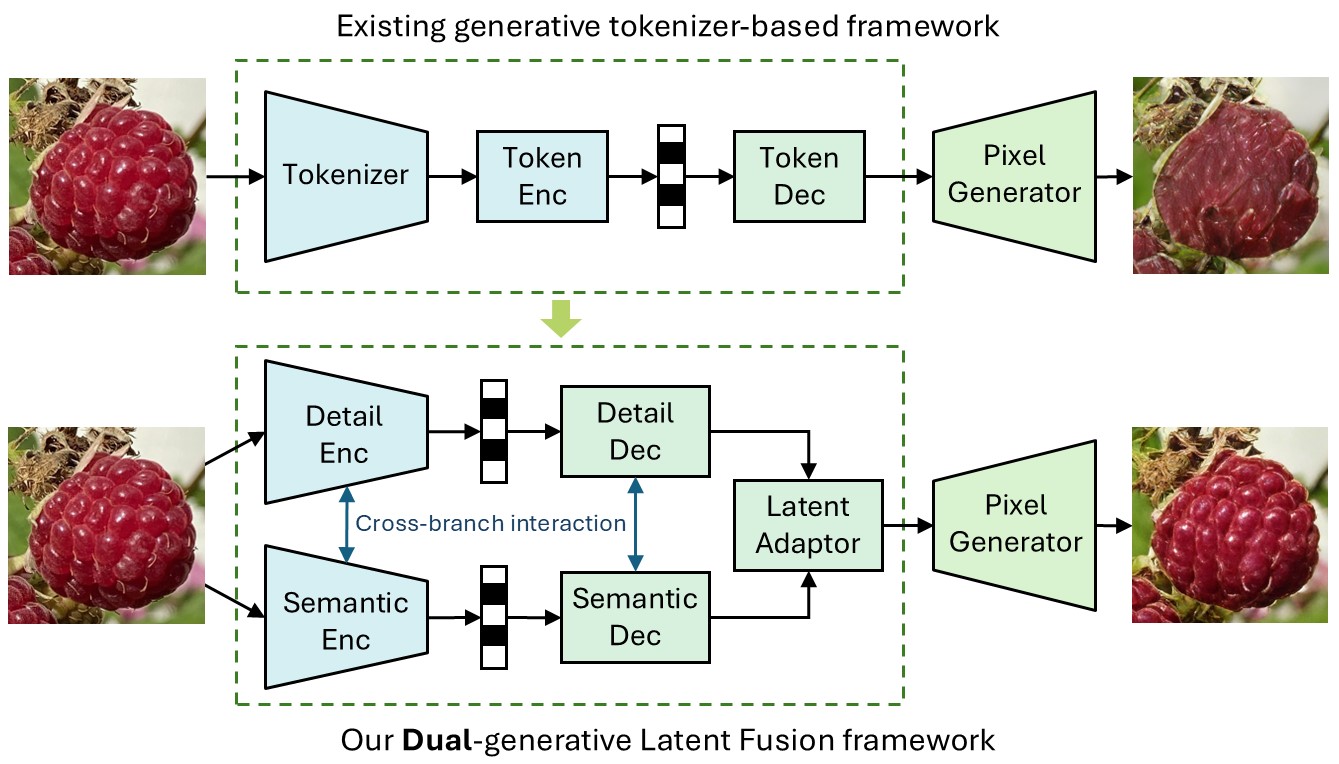 Existing generative tokenizer-based framework
Tokenizer
Token
Enc
Token
Dec
Pixel
Generator
Detail
Enc
Detail
Dec
Cross-branch interaction
Semantic
Enc
Semantic
Dec
Latent
Adaptor
Pixel
Generator
Our Dual-generative Latent Fusion framework